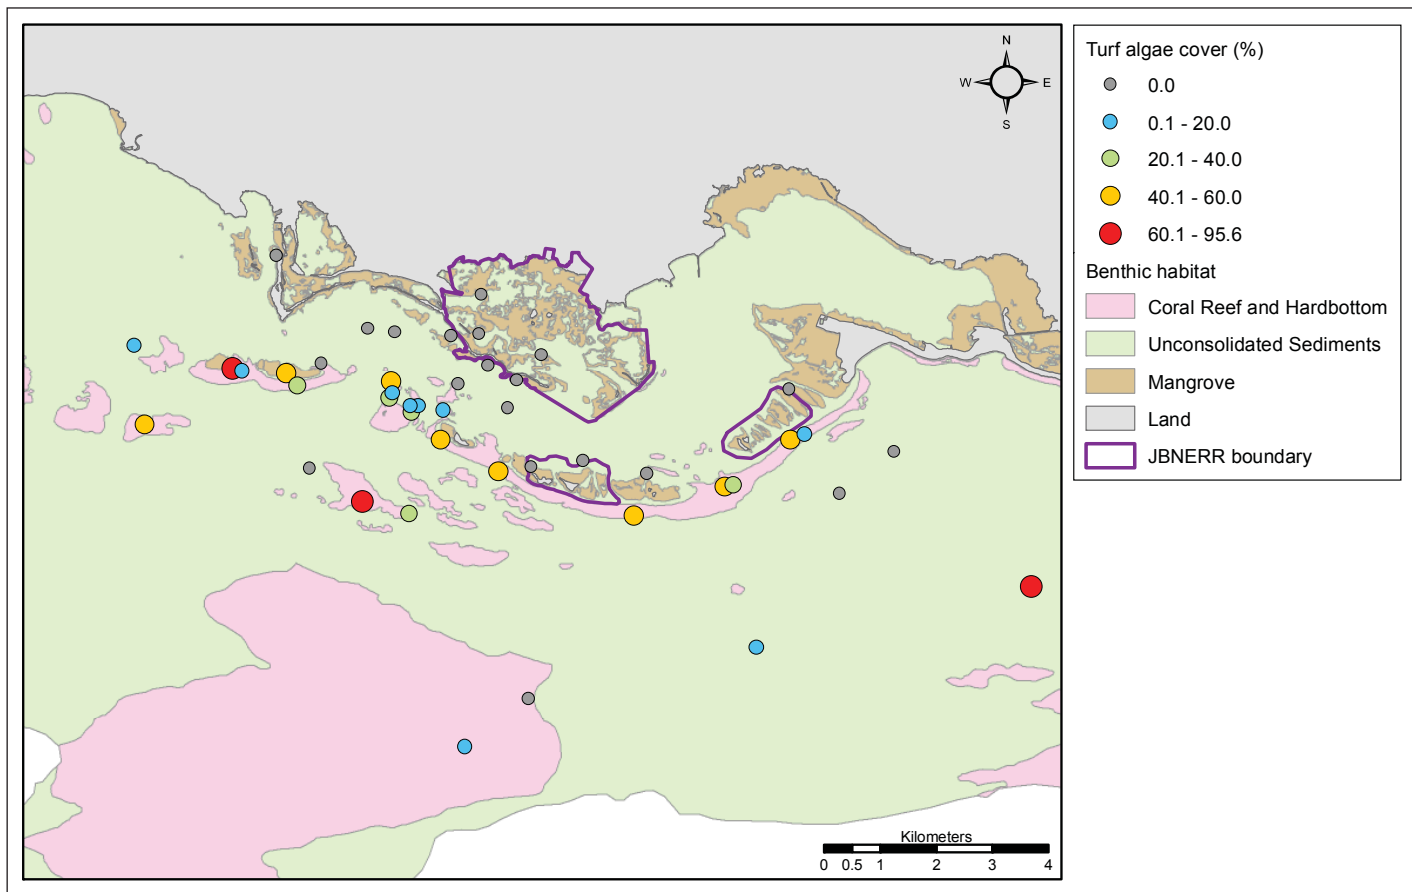 N
W E
S
Kilometers
0 0.5 1 2 3 4
Turf algae cover (%)
0.0
0.1 - 20.0
20.1 - 40.0
40.1 - 60.0
60.1 - 95.6
Benthic habitat
Coral Reef and Hardbottom
Unconsolidated Sediments
Mangrove
Land
JBNERR boundary